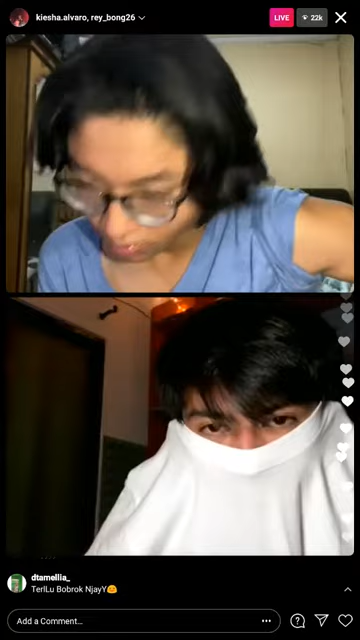 kiesha.alvaro, rey_bong26
LIVE
22k
dtamellia_
TerlLu Bobrok NjayY😔
Add a Comment...